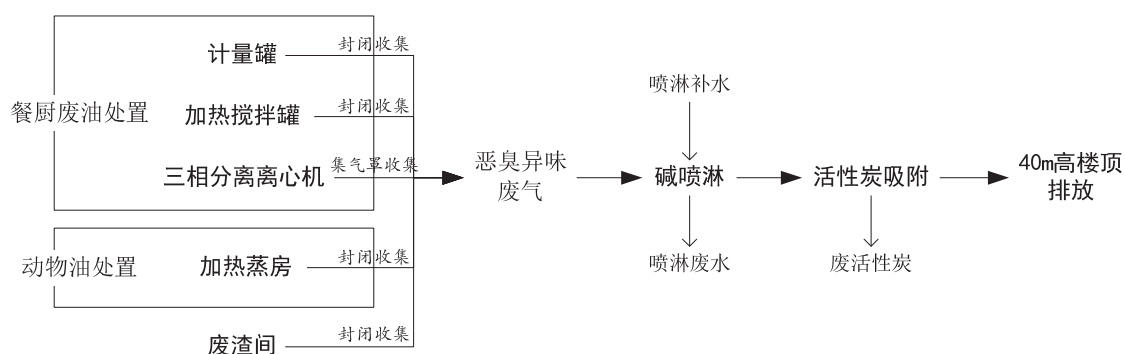 计量罐
封闭收集
餐厨废油处置
加热搅拌罐
封闭收集
三相分离离心机
集气罩收集
动物油处置
加热蒸房
封闭收集
废渣间
封闭收集
恶臭异味
废气
喷淋补水
碱喷淋
喷淋废水
活性炭吸附
废活性炭
40m高楼顶
排放